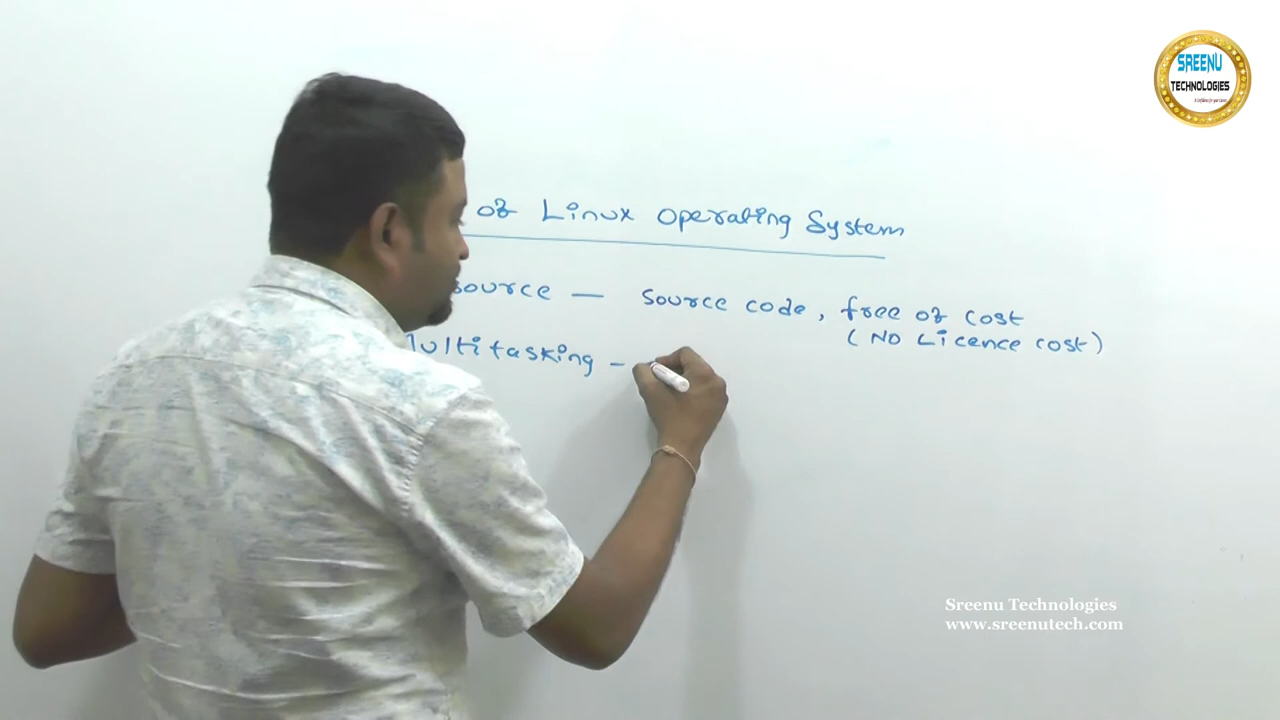 SREENU
TECHNOLOGIES
of Linux Operating System
source — source code, free of cost
(No Licence cost)
Multitasking -
Sreenu Technologies
www.sreenutech.com